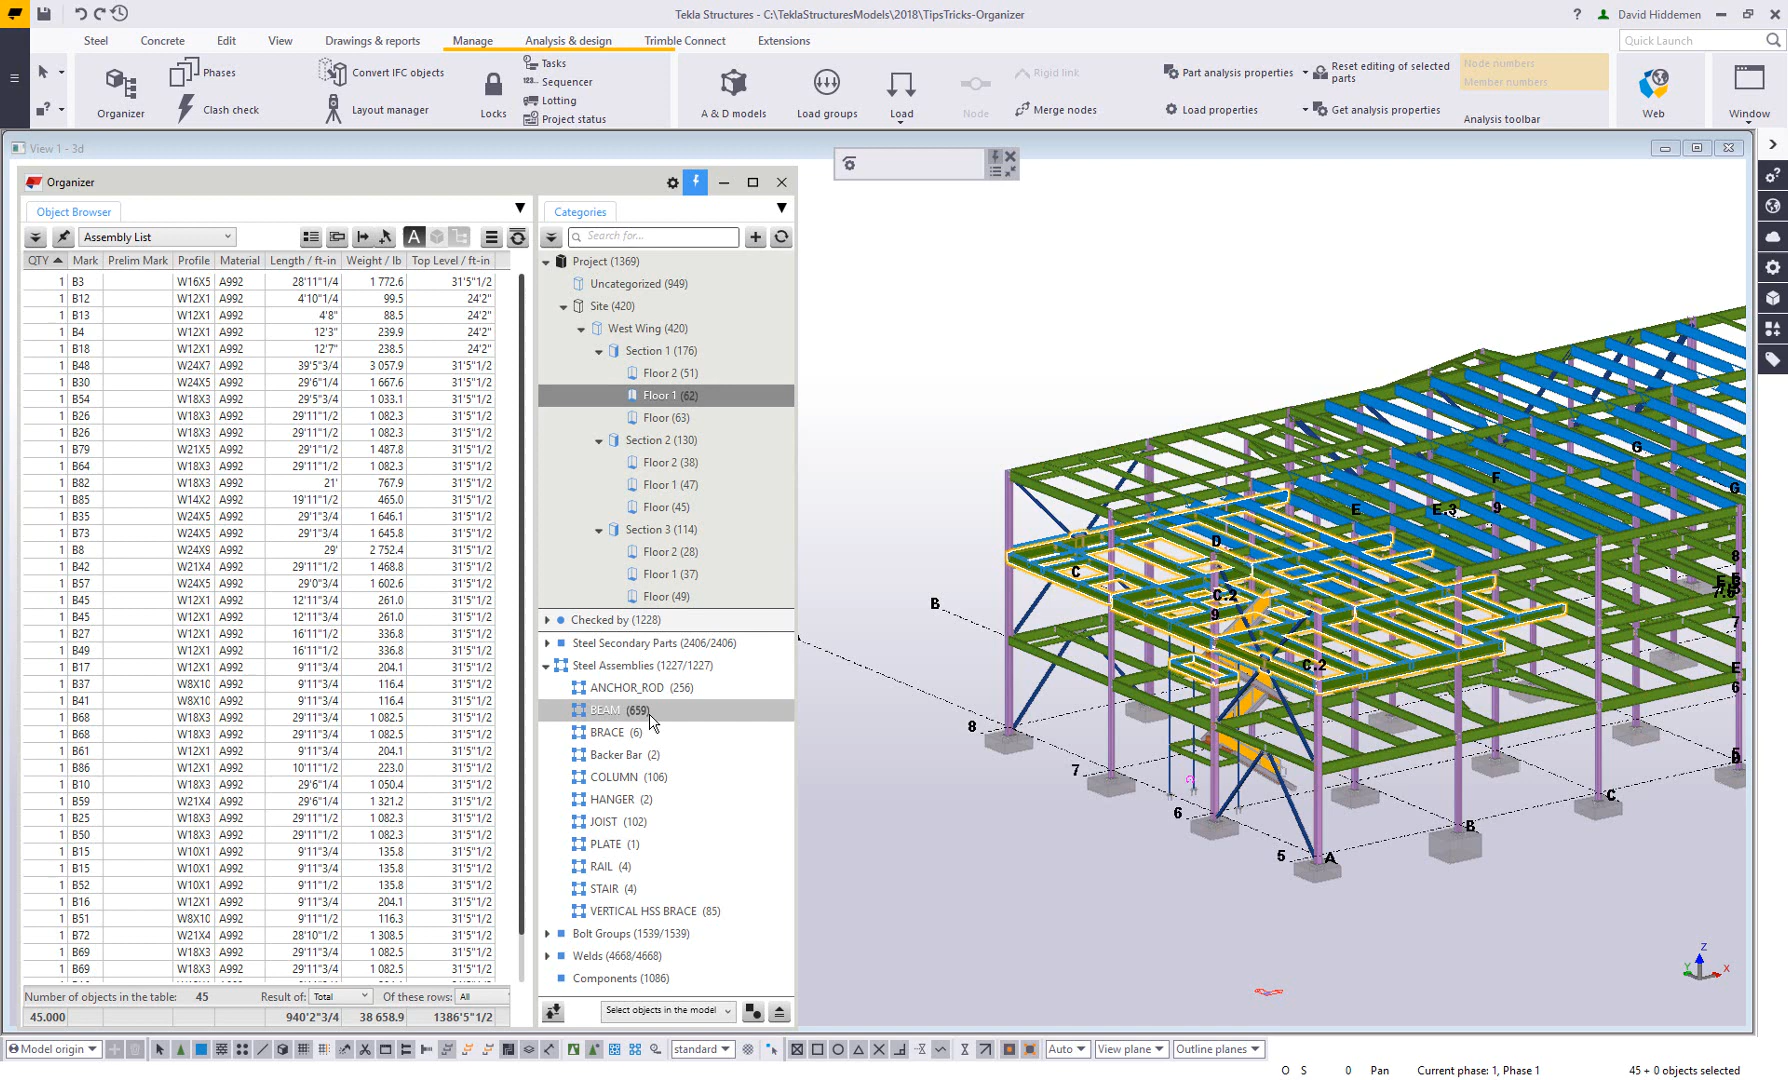 Tekla Structures - C:\TeklaStructuresModels\2018\TipsTricks-Organizer
? David Hiddemen
Steel Concrete Edit View Drawings & reports Manage Analysis & design Trimble Connect Extensions
Quick Launch
Organizer
Phases
Clash check
Convert IFC objects
Layout manager
Locks
Tasks
Sequencer
Lotting
Project status
A & D models
Load groups
Load
Node
Rigid link
Merge nodes
Part analysis properties
Load properties
Reset editing of selected parts
Get analysis properties
Node numbers
Member numbers
Analysis toolbar
Web
Window
View 1 - 3d
Organizer
Object Browser
Assembly List
A
QTY Mark Prelim Mark Profile Material Length / ft-in Weight / lb Top Level / ft-in
1 B3 W16X5 A992 28'11"1/4 1 772.6 31'5"1/2
1 B12 W12X1 A992 4'10"1/4 99.5 24'2"
1 B13 W12X1 A992 4'8" 88.5 24'2"
1 B4 W12X1 A992 12'3" 239.9 24'2"
1 B18 W12X1 A992 12'7" 238.5 24'2"
1 B48 W24X7 A992 39'5"3/4 3 057.9 31'5"1/2
1 B30 W24X5 A992 29'6"1/4 1 667.6 31'5"1/2
1 B54 W18X3 A992 29'5"3/4 1 033.1 31'5"1/2
1 B26 W18X3 A992 29'11"1/2 1 082.3 31'5"1/2
1 B26 W18X3 A992 29'11"1/2 1 082.3 31'5"1/2
1 B79 W21X5 A992 29'1"1/2 1 487.8 31'5"1/2
1 B64 W18X3 A992 29'11"1/2 1 082.3 31'5"1/2
1 B82 W18X3 A992 21' 767.9 31'5"1/2
1 B85 W14X2 A992 19'11"1/2 465.0 31'5"1/2
1 B35 W24X5 A992 29'1"3/4 1 646.1 31'5"1/2
1 B73 W24X5 A992 29'1"3/4 1 645.8 31'5"1/2
1 B8 W24X9 A992 29' 2 752.4 31'5"1/2
1 B42 W21X4 A992 29'11"1/2 1 468.8 31'5"1/2
1 B57 W24X5 A992 29'0"3/4 1 602.6 31'5"1/2
1 B45 W12X1 A992 12'11"3/4 261.0 31'5"1/2
1 B45 W12X1 A992 12'11"3/4 261.0 31'5"1/2
1 B27 W12X1 A992 16'11"1/2 336.8 31'5"1/2
1 B49 W12X1 A992 16'11"1/2 336.8 31'5"1/2
1 B17 W12X1 A992 9'11"3/4 204.1 31'5"1/2
1 B37 W8X1C A992 9'11"3/4 116.4 31'5"1/2
1 B41 W8X1C A992 9'11"3/4 116.4 31'5"1/2
1 B68 W18X3 A992 29'11"3/4 1 082.5 31'5"1/2
1 B68 W18X3 A992 29'11"3/4 1 082.5 31'5"1/2
1 B61 W12X1 A992 9'11"3/4 204.1 31'5"1/2
1 B86 W12X1 A992 10'11"3/4 223.0 31'5"1/2
1 B10 W18X3 A992 29'6"1/4 1 050.4 31'5"1/2
1 B59 W21X4 A992 29'6"1/4 1 321.2 31'5"1/2
1 B25 W18X3 A992 29'11"3/4 1 082.3 31'5"1/2
1 B50 W18X3 A992 29'11"1/2 1 082.3 31'5"1/2
1 B15 W10X1 A992 9'11"3/4 135.8 31'5"1/2
1 B15 W10X1 A992 9'11"3/4 135.8 31'5"1/2
1 B52 W10X1 A992 9'11"1/2 135.8 31'5"1/2
1 B16 W12X1 A992 9'11"3/4 204.1 31'5"1/2
1 B51 W8X1C A992 9'11"1/2 116.3 31'5"1/2
1 B72 W21X4 A992 28'10"1/2 1 308.5 31'5"1/2
1 B69 W18X3 A992 29'11"3/4 1 082.5 31'5"1/2
1 B69 W18X3 A992 29'11"3/4 1 082.5 31'5"1/2
Number of objects in the table: 45 Result of: Total Of these rows: All
45.000 940'2"3/4 38 658.9 1386'5"1/2
Categories
Search for...
Project (1369)
Uncategorized (949)
Site (420)
West Wing (420)
Section 1 (176)
Floor 2 (51)
Floor 1 (62)
Floor (63)
Section 2 (130)
Floor 2 (38)
Floor 1 (47)
Floor (45)
Section 3 (114)
Floor 2 (28)
Floor 1 (37)
Floor (49)
Checked by (1228)
Steel Secondary Parts (2406/2406)
Steel Assemblies (1227/1227)
ANCHOR_ROD (256)
BEAM (659)
BRACE (6)
Backer Bar (2)
COLUMN (106)
HANGER (2)
JOIST (102)
PLATE (1)
RAIL (4)
STAIR (4)
VERTICAL HSS BRACE (85)
Bolt Groups (1539/1539)
Welds (4668/4668)
Components (1086)
Select objects in the model
G
F
G
E E.3 9
D
8
C
C.2
9
B
7
C.2
E
6
8
7
C
6
B
5 A
Z
Y X
Model origin standard Auto View plane Outline planes
O S 0 Pan Current phase: 1, Phase 1 45 + 0 objects selected